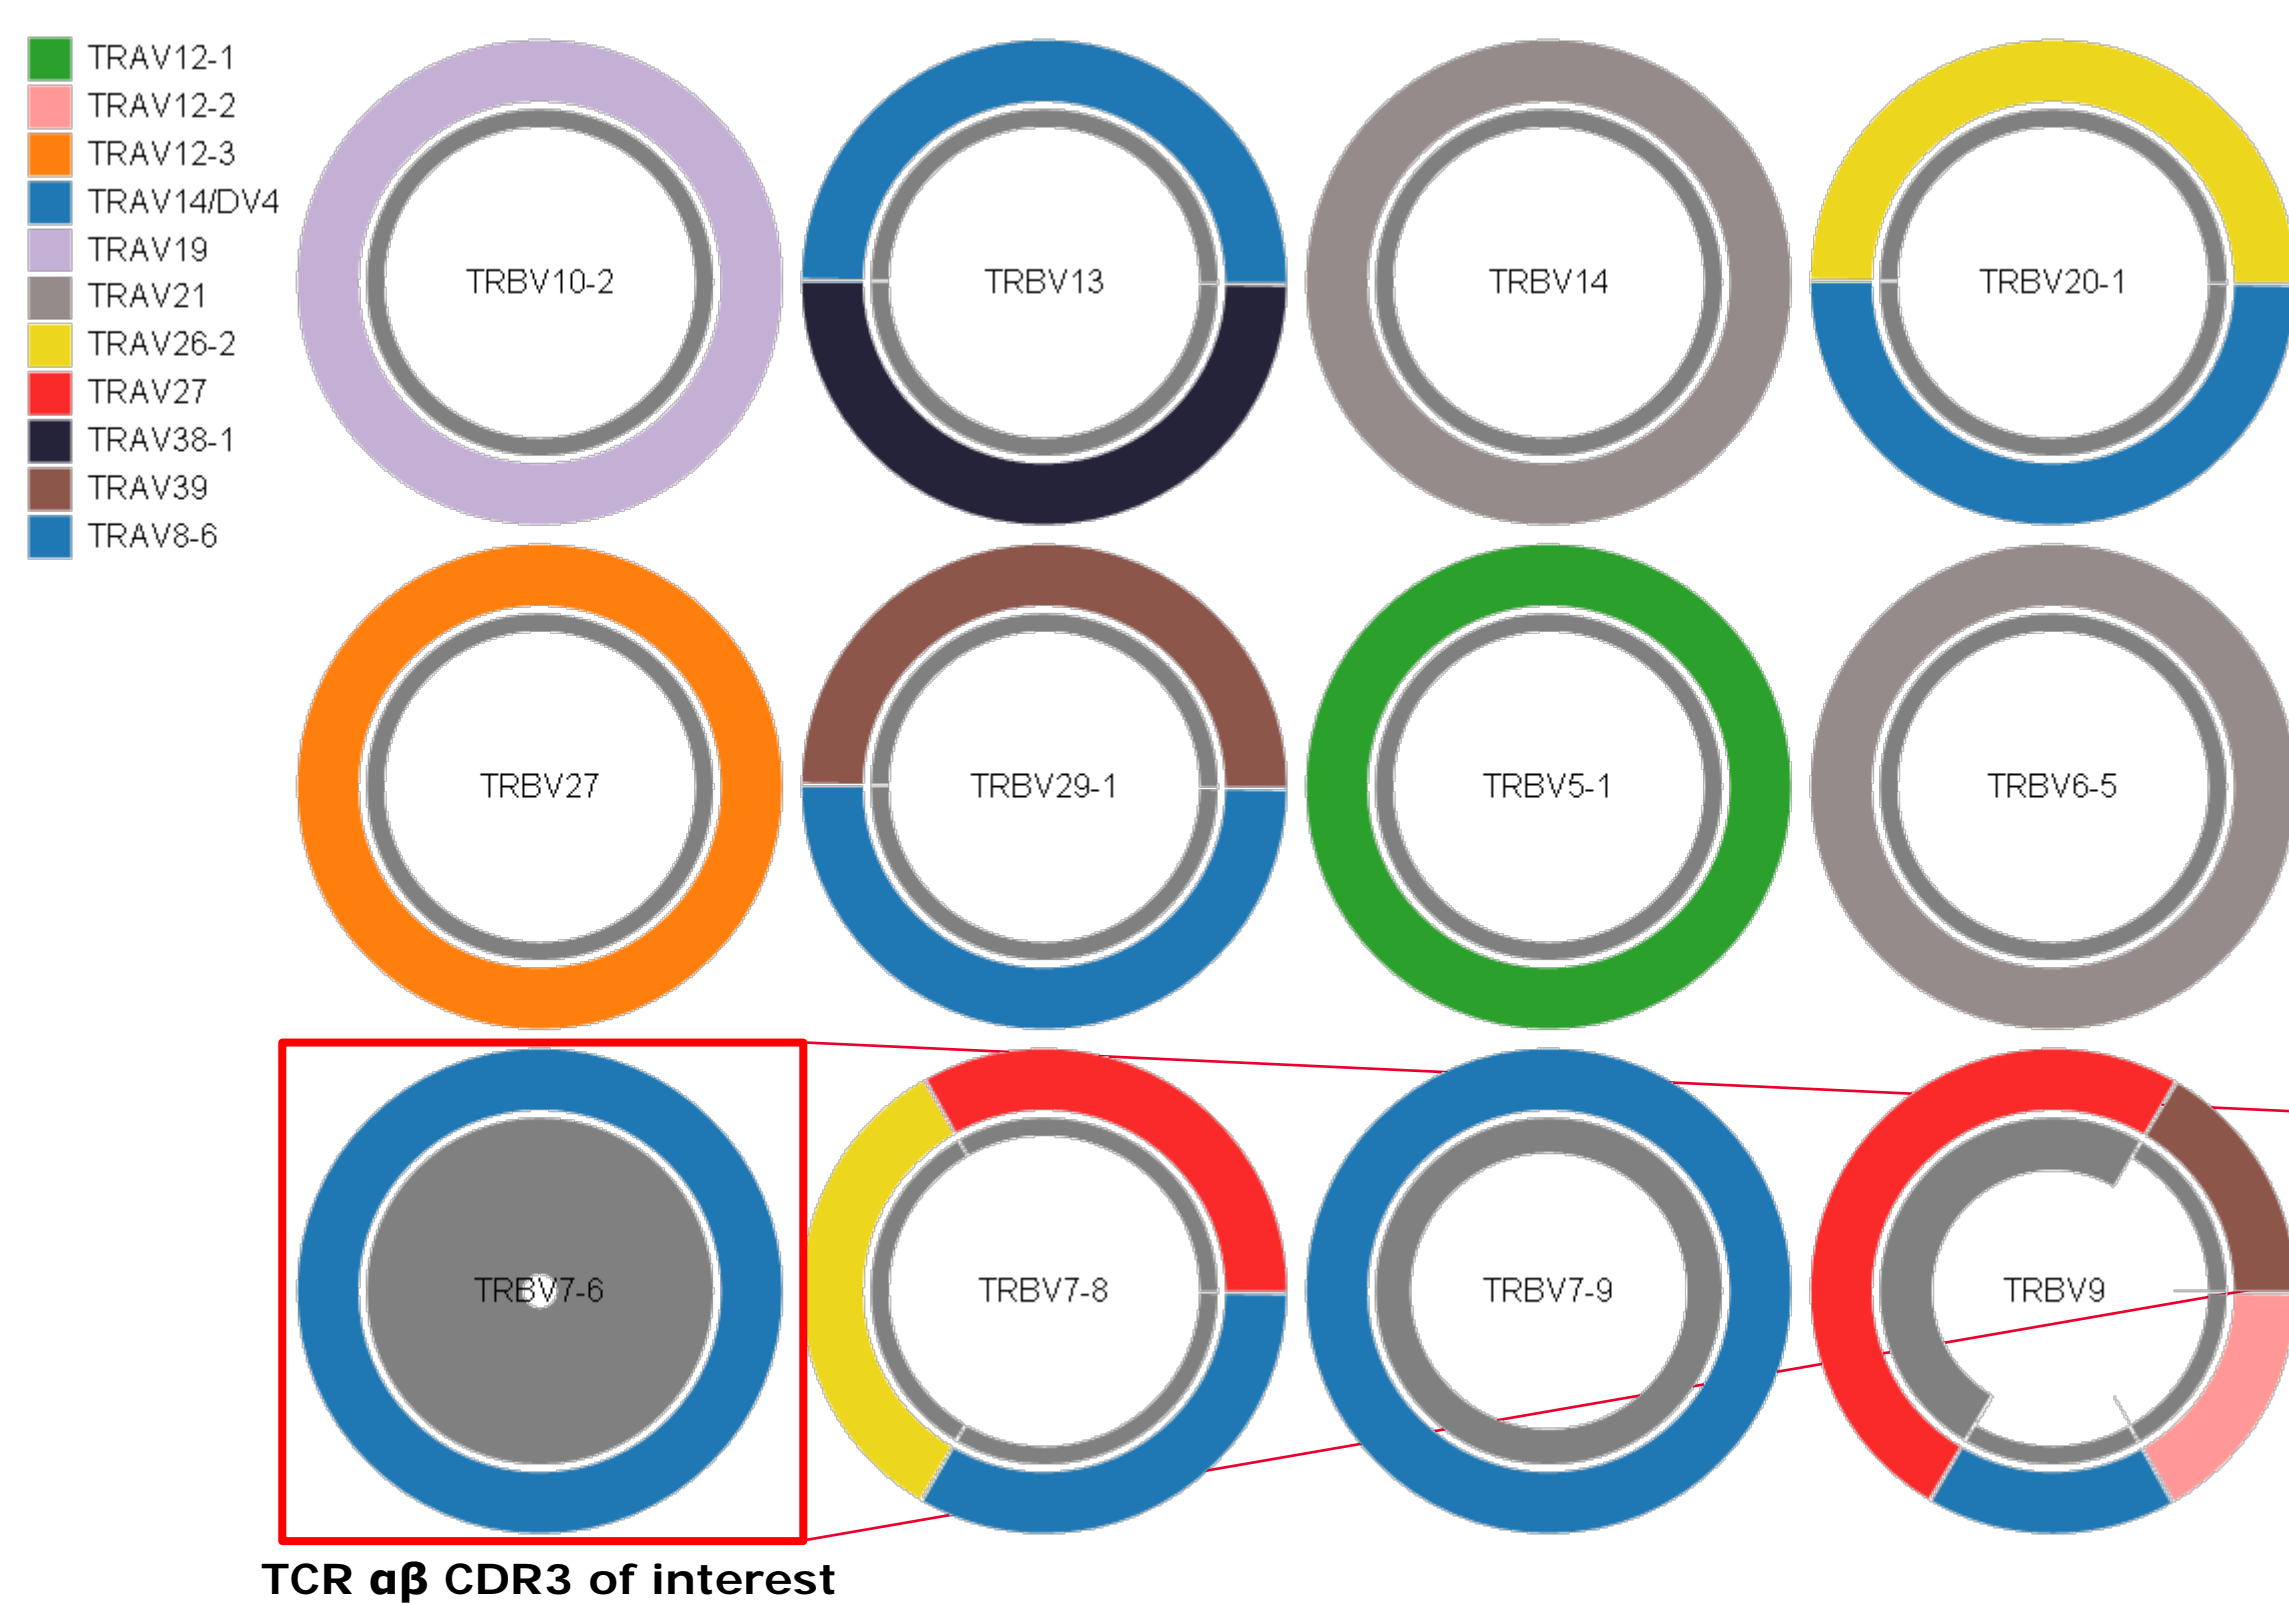 TRAV12-1
TRAV12-2
TRAV12-3
TRAV14/DV4
TRAV19
TRAV21
TRAV26-2
TRAV27
TRAV38-1
TRAV39
TRAV8-6
TRBV10-2
TRBV13
TRBV14
TRBV20-1
TRBV27
TRBV29-1
TRBV5-1
TRBV6-5
TRBV7-6
TRBV7-8
TRBV7-9
TRBV9
TCR αβ CDR3 of interest